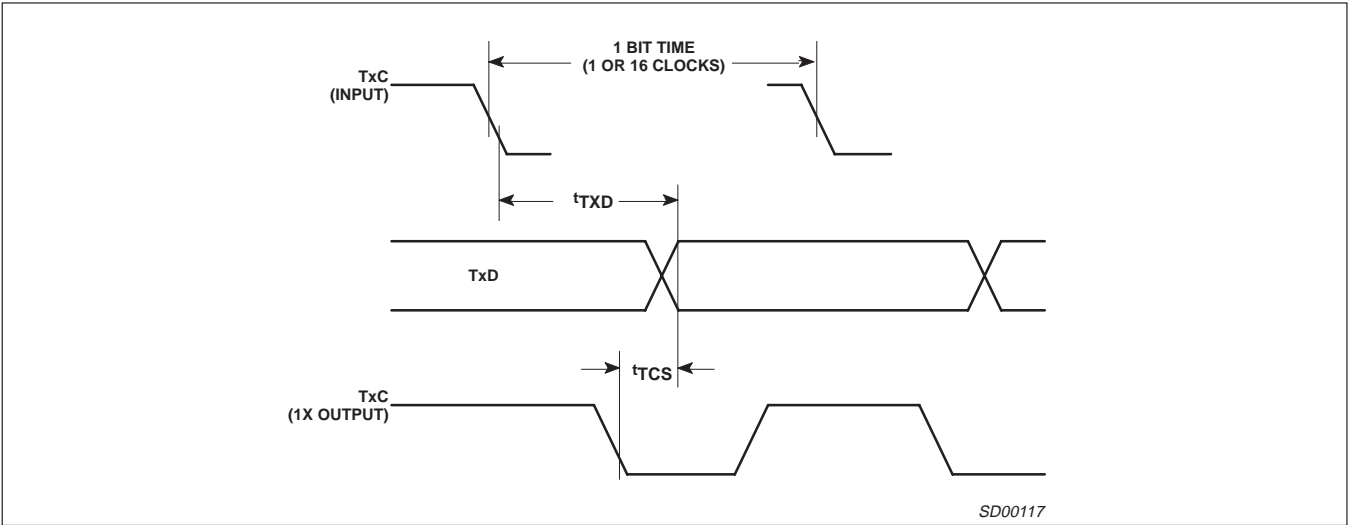 1 BIT TIME
(1 OR 16 CLOCKS)
TxC
(INPUT)
tTXD
TxD
tTCS
TxC
(1X OUTPUT)
SD00117